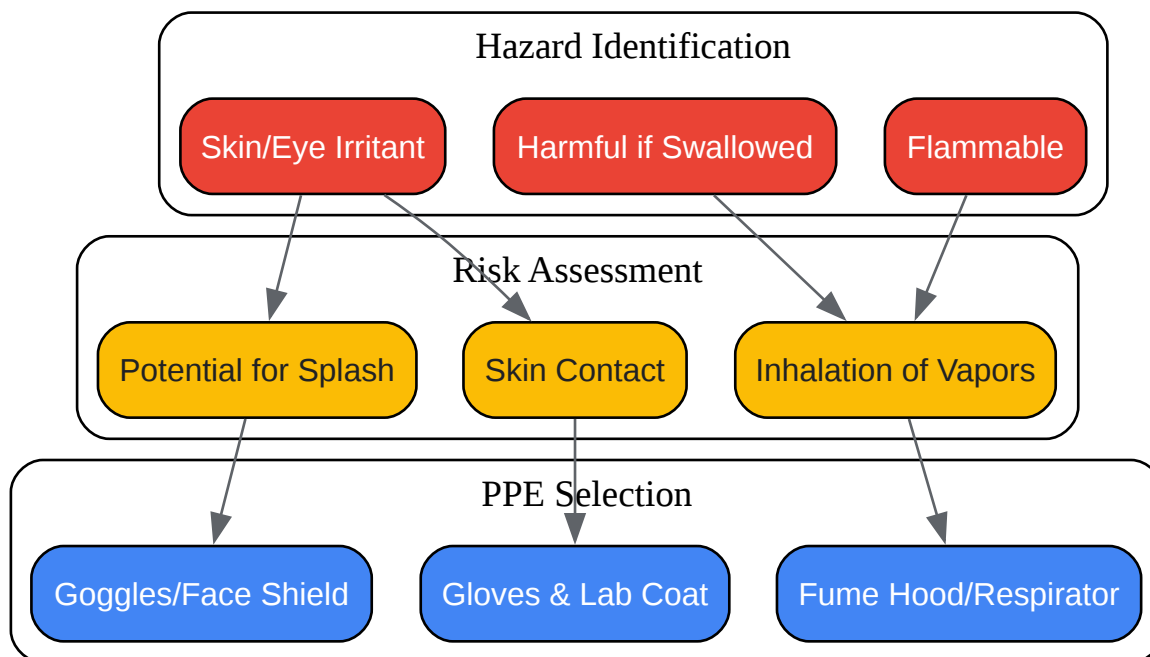 Hazard Identification
Skin/Eye Irritant
Harmful if Swallowed
Flammable
Risk Assessment
Potential for Splash
Skin Contact
Inhalation of Vapors
PPE Selection
Goggles/Face Shield
Gloves & Lab Coat
Fume Hood/Respirator